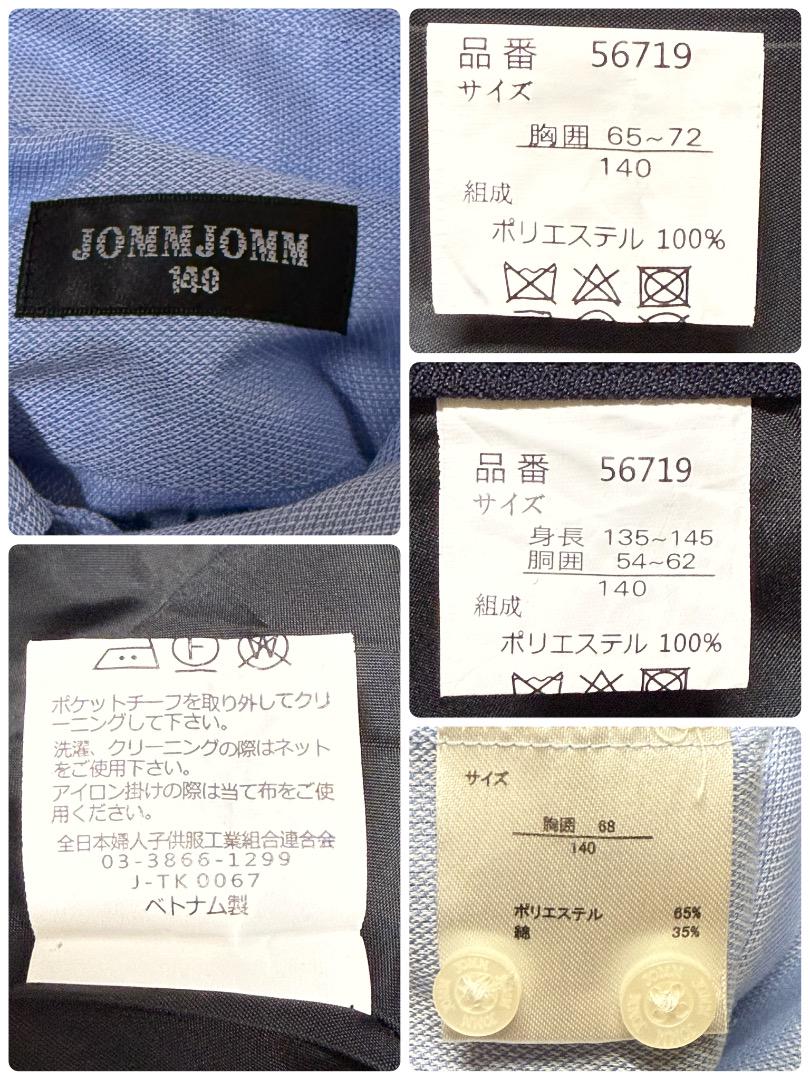 JOMMJOMM
140
品番 56719
サイズ
胸囲 65~72
140
組成
ポリエステル 100%
品番 56719
サイズ
身長 135~145
胴囲 54~62
140
組成
ポリエステル 100%
F
W
ポケットチーフを取り外してクリ
ーニングして下さい。
洗濯、クリーニングの際はネット
をご使用下さい。
アイロン掛けの際は当て布をご使
用ください。
全日本婦人子供服工業組合連合会
03-3866-1299
J-TK 0067
ベトナム製
サイズ
胸囲 68
140
ポリエステル 65%
綿 35%